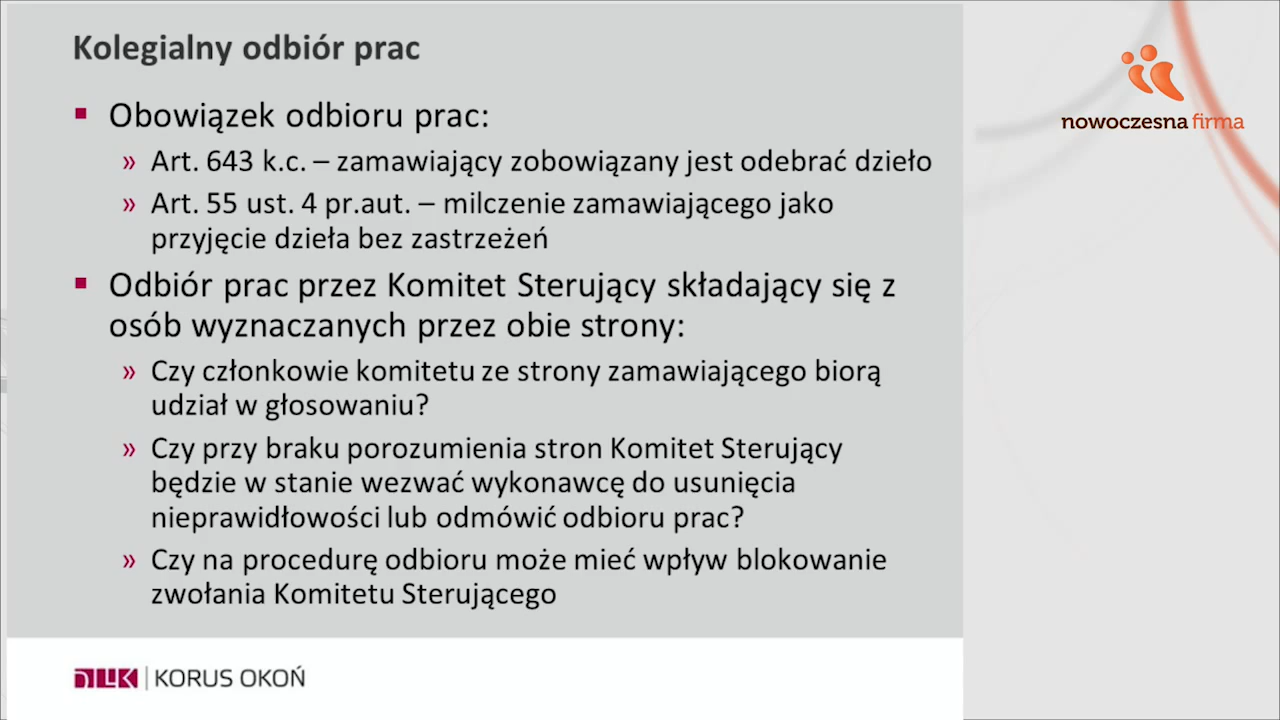 Kolegialny odbiór prac
nowoczesna firma
▪ Obowiązek odbioru prac:
» Art. 643 k.c. – zamawiający zobowiązany jest odebrać dzieło
» Art. 55 ust. 4 pr.aut. – milczenie zamawiającego jako
przyjęcie dzieła bez zastrzeżeń
▪ Odbiór prac przez Komitet Sterujący składający się z
osób wyznaczanych przez obie strony:
» Czy członkowie komitetu ze strony zamawiającego biorą
udział w głosowaniu?
» Czy przy braku porozumienia stron Komitet Sterujący
będzie w stanie wezwać wykonawcę do usunięcia
nieprawidłowości lub odmówić odbioru prac?
» Czy na procedurę odbioru może mieć wpływ blokowanie
zwołania Komitetu Sterującego
KORUS OKOŃ